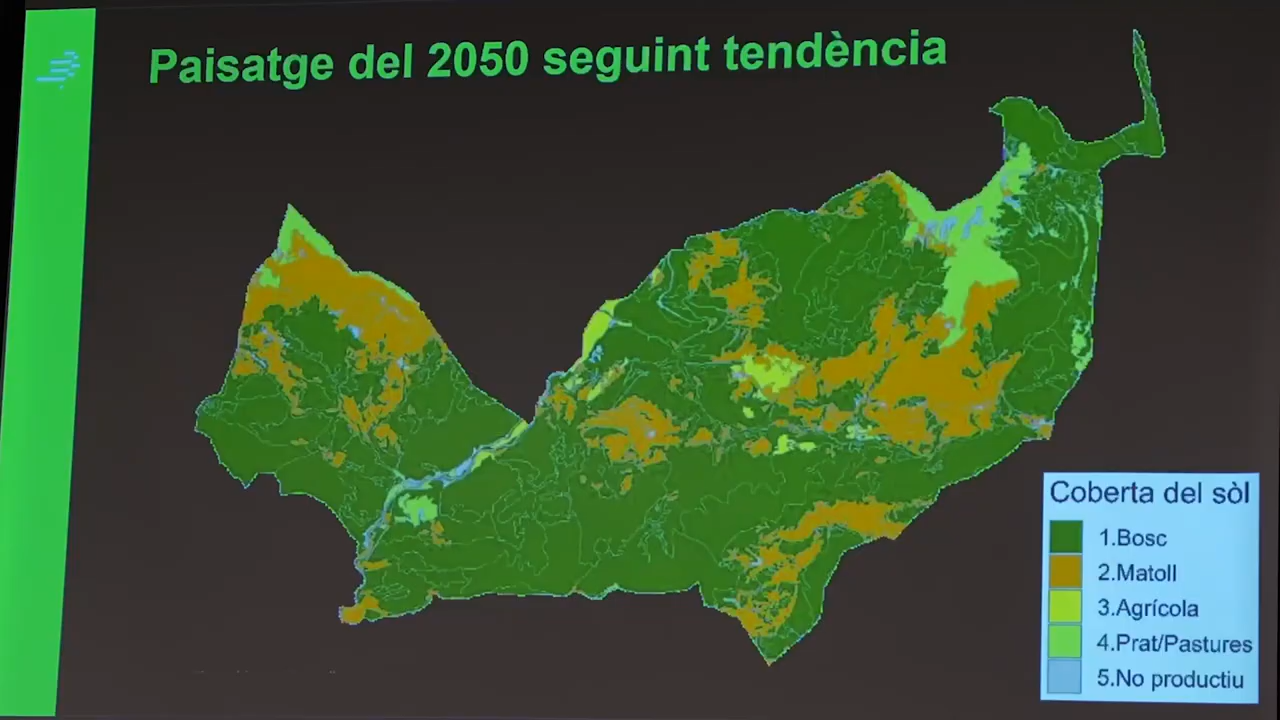 Paisatge del 2050 seguint tendència
Coberta del sòl
1.Bosc
2.Matoll
3.Agrícola
4.Prat/Pastures
5.No productiu